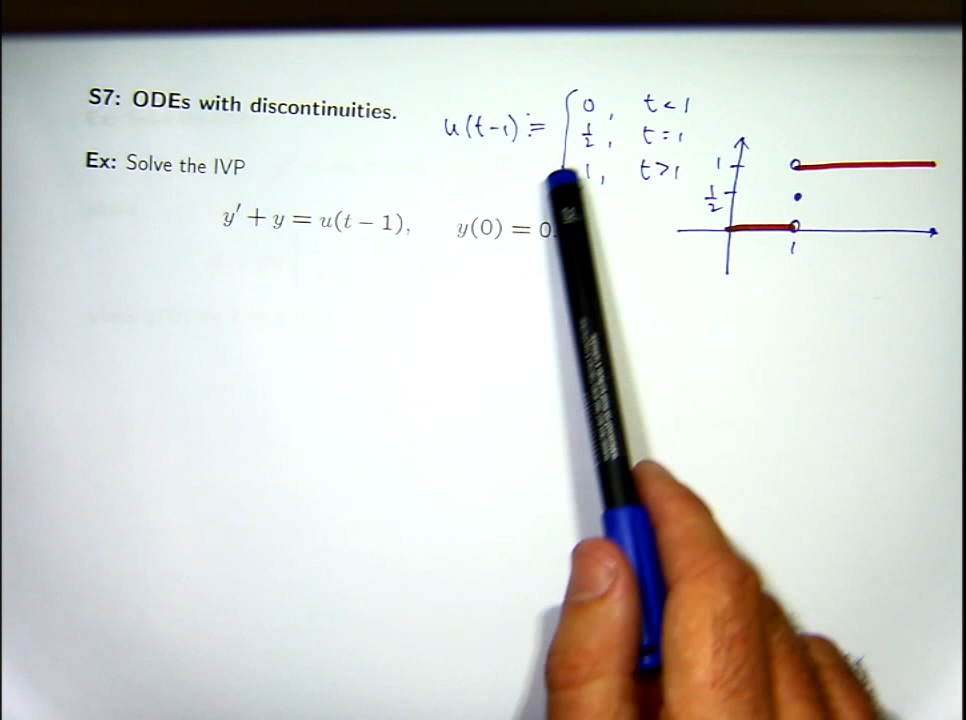 S7: ODEs with discontinuities.
u(t-1) := { 0, t < 1
1/2, t = 1
1, t > 1
Ex: Solve the IVP
y′ + y = u(t − 1), y(0) = 0.
1
1/2
1